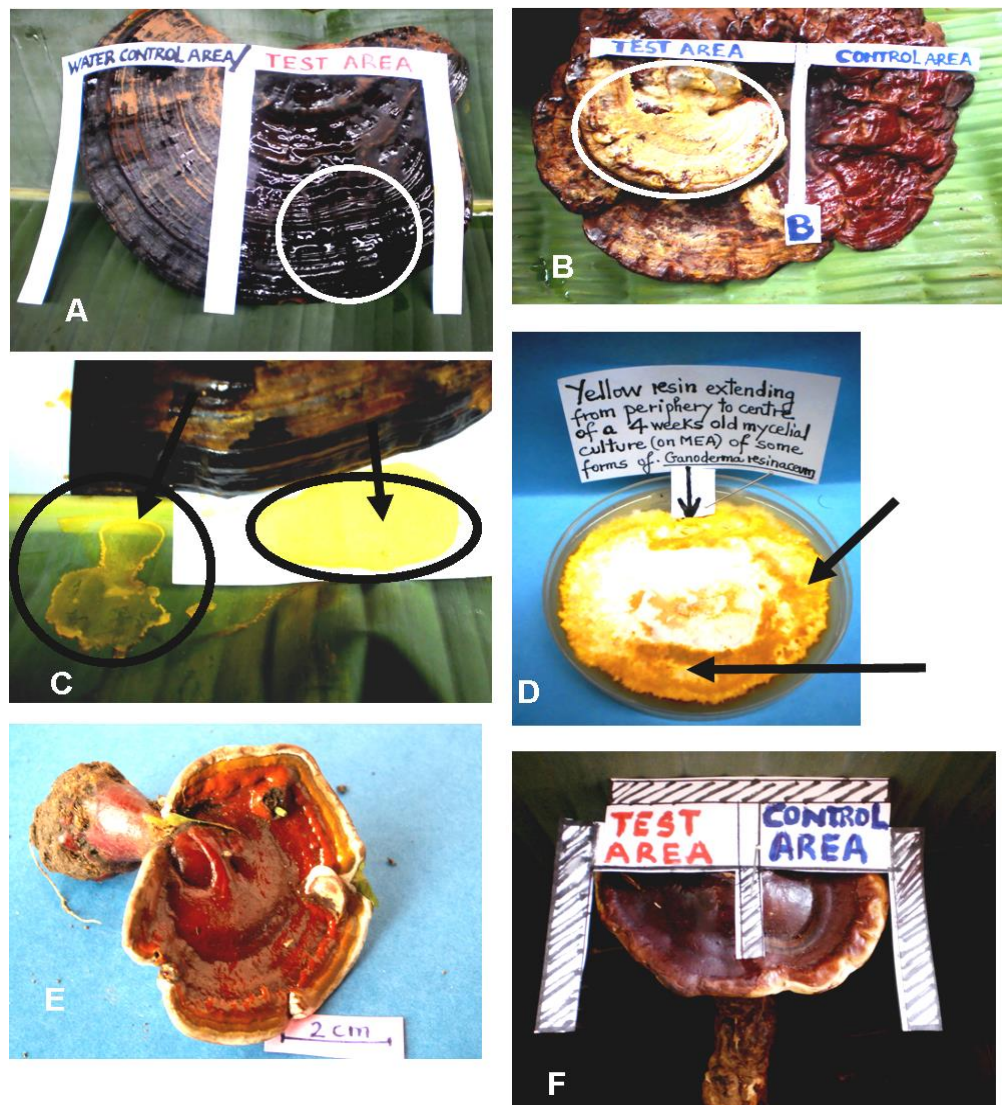 WATER CONTROL AREA/ TEST AREA
A
TEST AREA CONTROL AREA
B
B
C
Yellow resin extending
from periphery to centre
of a 4 weeks old mycelial
culture (on MEA) of some
forms of. Ganoderma resinaceum
D
E
2 cm
TEST
AREA
CONTROL
AREA
F